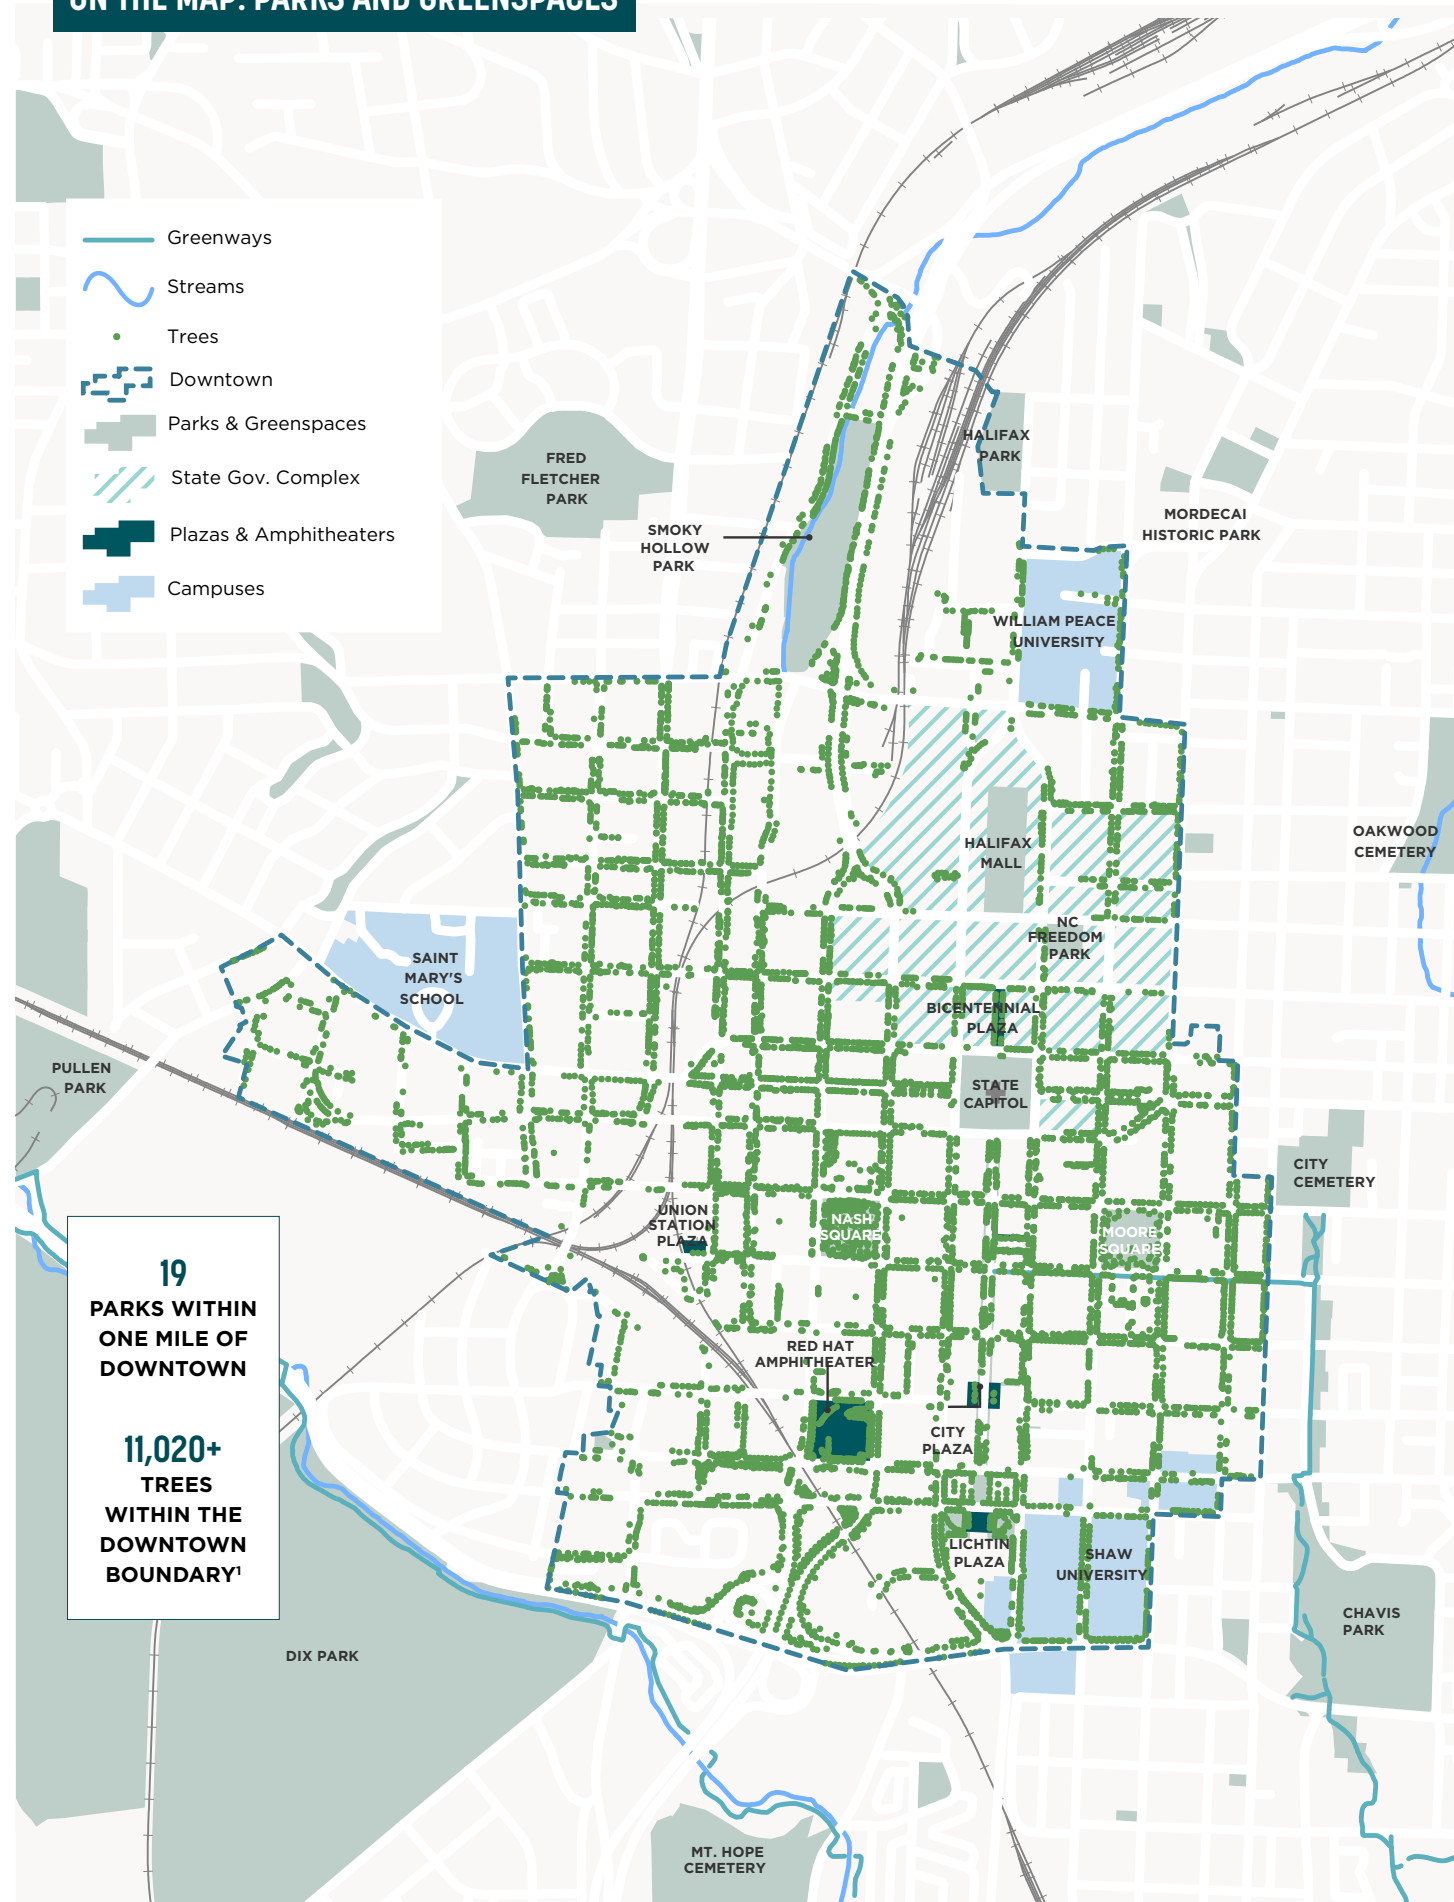 ON THE MAP: PARKS AND GREENSPACES
Greenways
Streams
Trees
Downtown
Parks & Greenspaces
State Gov. Complex
Plazas & Amphitheaters
Campuses
FRED
FLETCHER
PARK
SMOKY
HOLLOW
PARK
HALIFAX
PARK
MORDECAI
HISTORIC PARK
WILLIAM PEACE
UNIVERSITY
HALIFAX
MALL
OAKWOOD
CEMETERY
NC
FREEDOM
PARK
SAINT
MARY'S
SCHOOL
BICENTENNIAL
PLAZA
PULLEN
PARK
STATE
CAPITOL
CITY
CEMETERY
UNION
STATION
PLAZA
NASH
SQUARE
MOORE
SQUARE
19
PARKS WITHIN
ONE MILE OF
DOWNTOWN
11,020+
TREES
WITHIN THE
DOWNTOWN
BOUNDARY¹
RED HAT
AMPHITHEATER
CITY
PLAZA
LICHTIN
PLAZA
SHAW
UNIVERSITY
CHAVIS
PARK
DIX PARK
MT. HOPE
CEMETERY